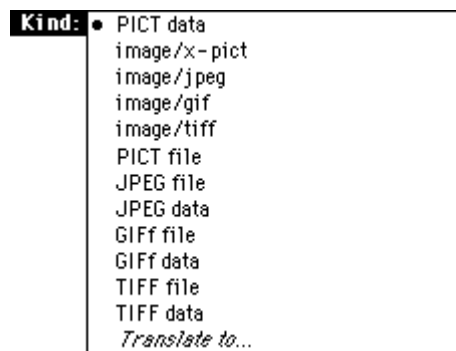 Kind: • PICT data
image/x-pict
image/jpeg
image/gif
image/tiff
PICT file
JPEG file
JPEG data
GIFf file
GIFf data
TIFF file
TIFF data
Translate to...